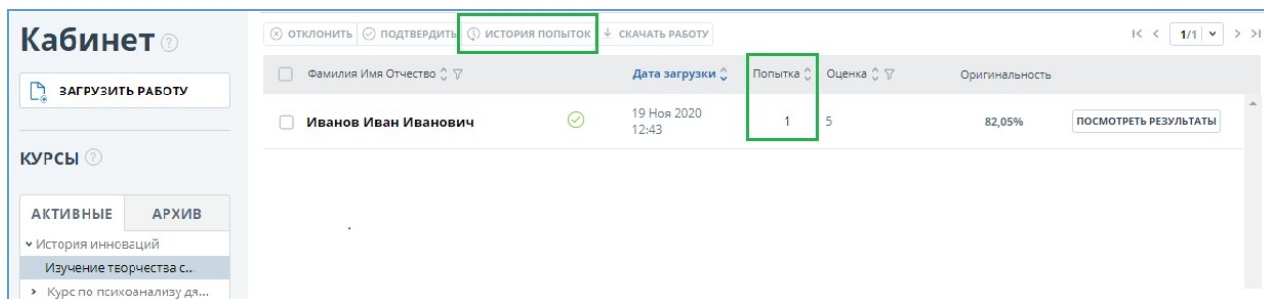 Кабинет
ЗАГРУЗИТЬ РАБОТУ
КУРСЫ
АКТИВНЫЕ АРХИВ
История инноваций
Изучение творчества с...
Курс по психоанализу дл...
ОТКЛОНИТЬ ПОДТВЕРДИТЬ ИСТОРИЯ ПОПЫТОК СКАЧАТЬ РАБОТУ 1/1
Фамилия Имя Отчество Дата загрузки Попытка Оценка Оригинальность
Иванов Иван Иванович 19 Ноя 2020 1 5 82,05% ПОСМОТРЕТЬ РЕЗУЛЬТАТЫ
12:43